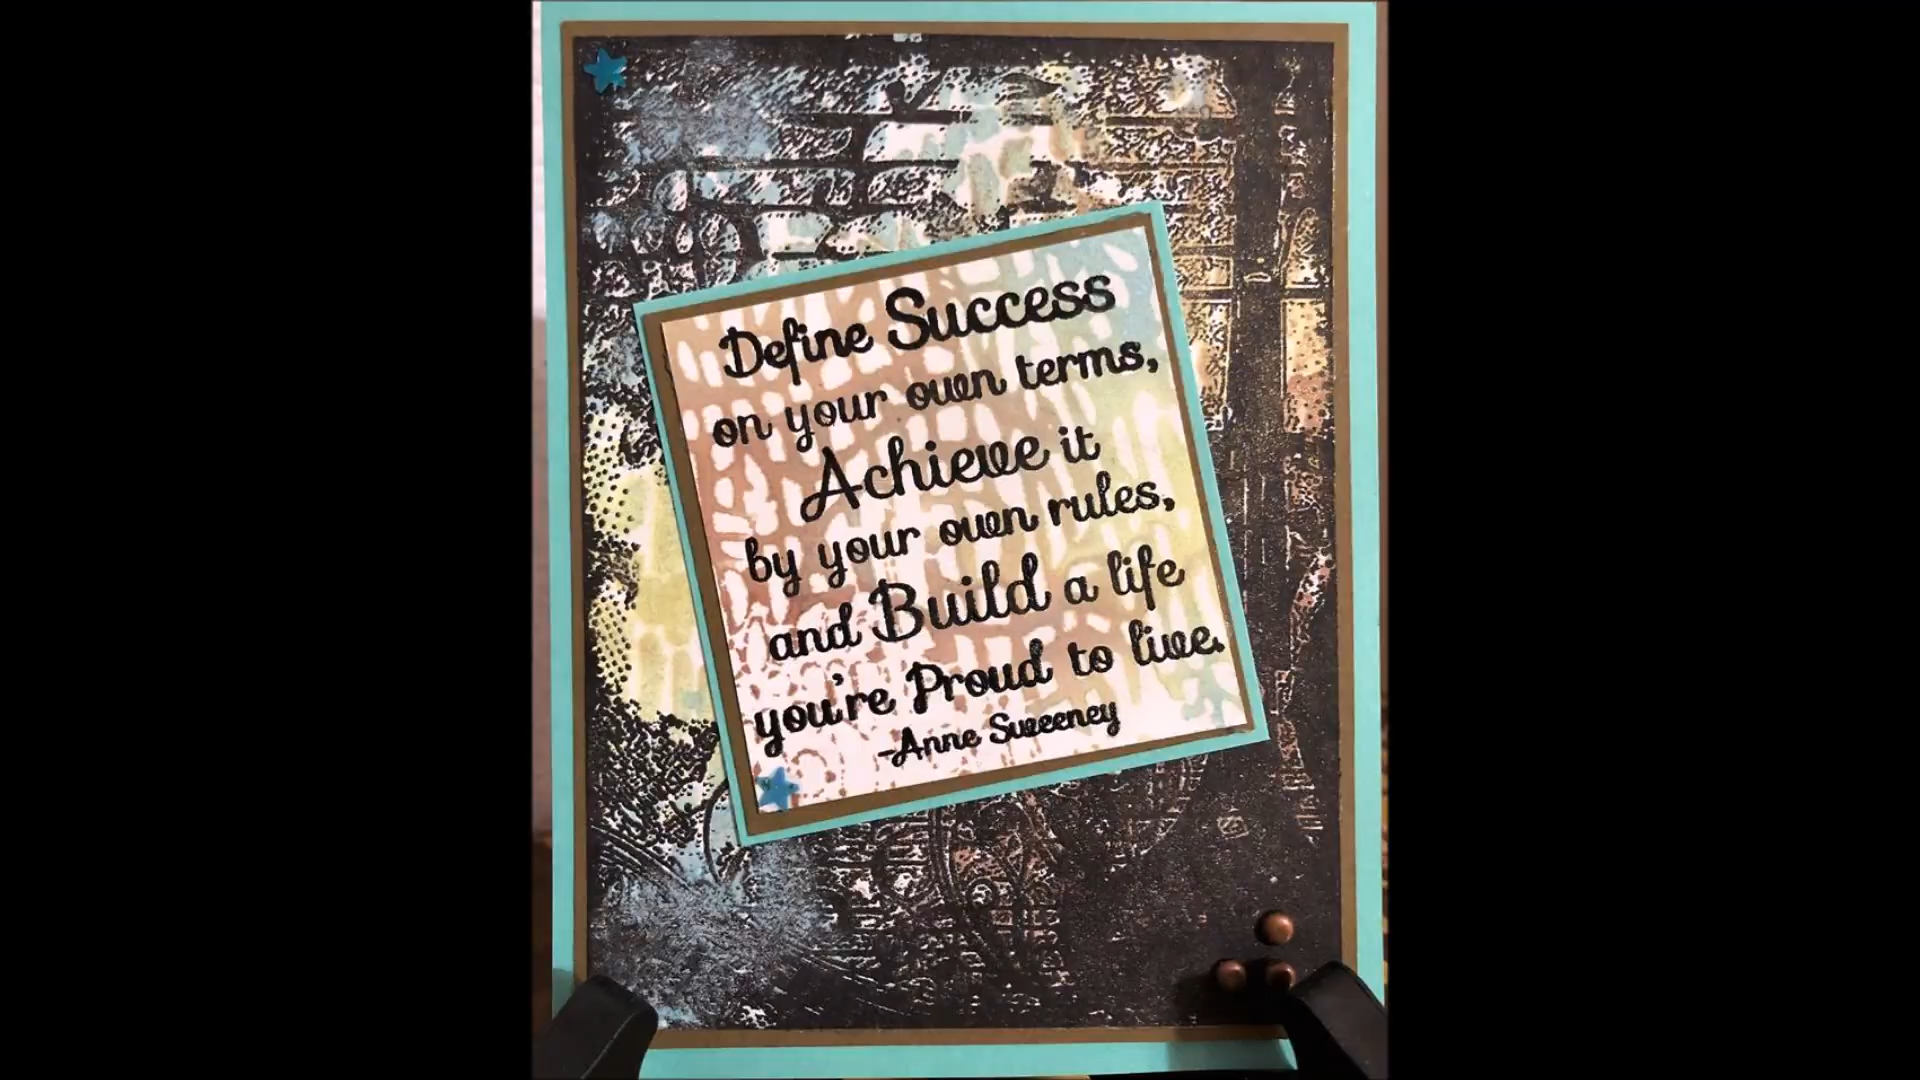 Define Success
on your own terms,
Achieve it
by your own rules,
and Build a life
you're Proud to live.
-Anne Sweeney